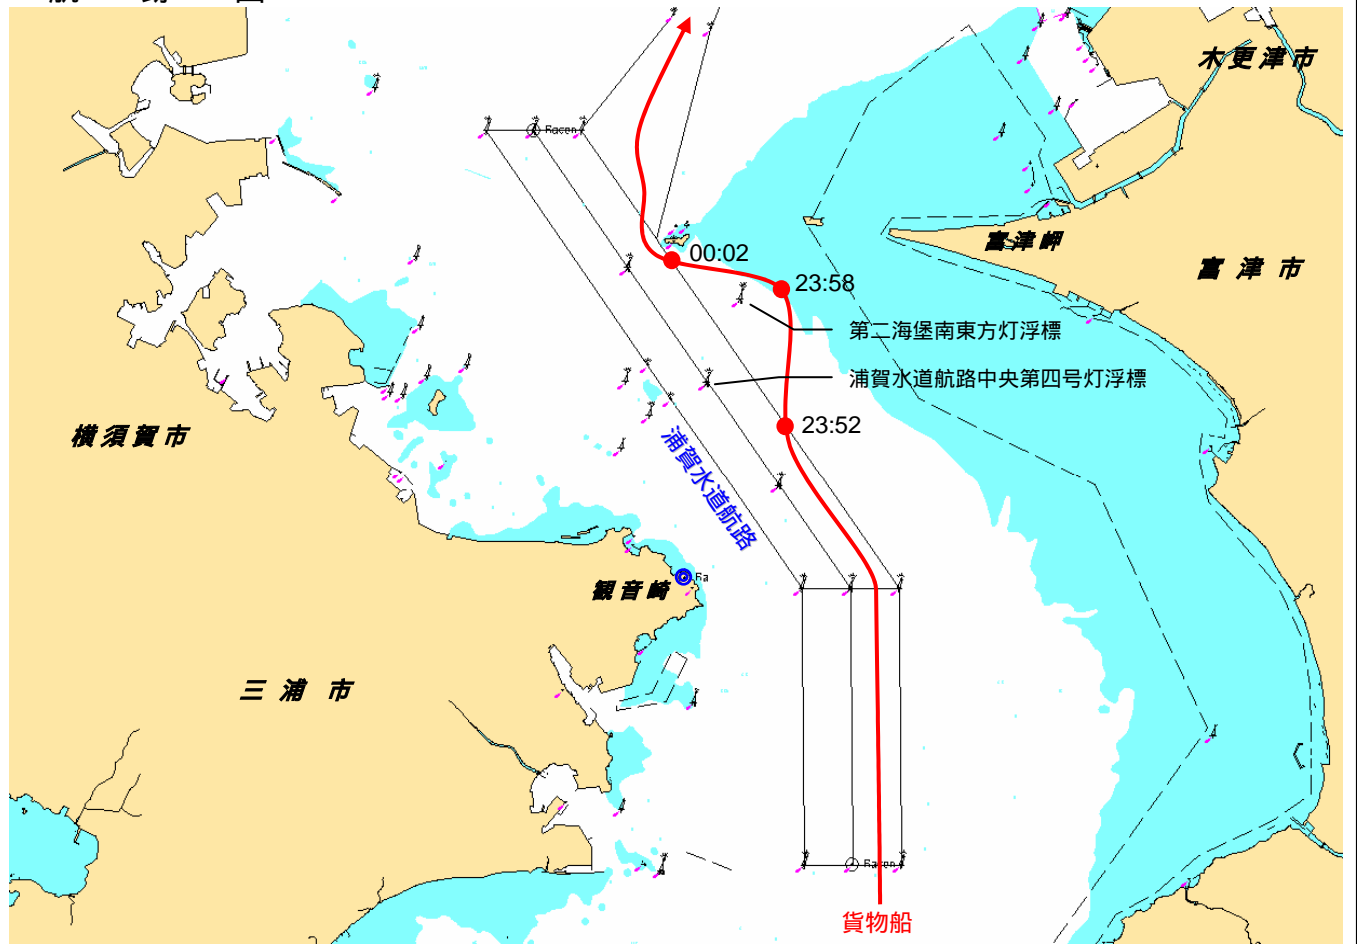 木更津市
Racon
富津岬
00:02
富津市
23:58
第二海堡南東方灯浮標
浦賀水道航路中央第四号灯浮標
横須賀市
23:52
浦賀水道航路
Ra
観音崎
三浦市
Racon
貨物船